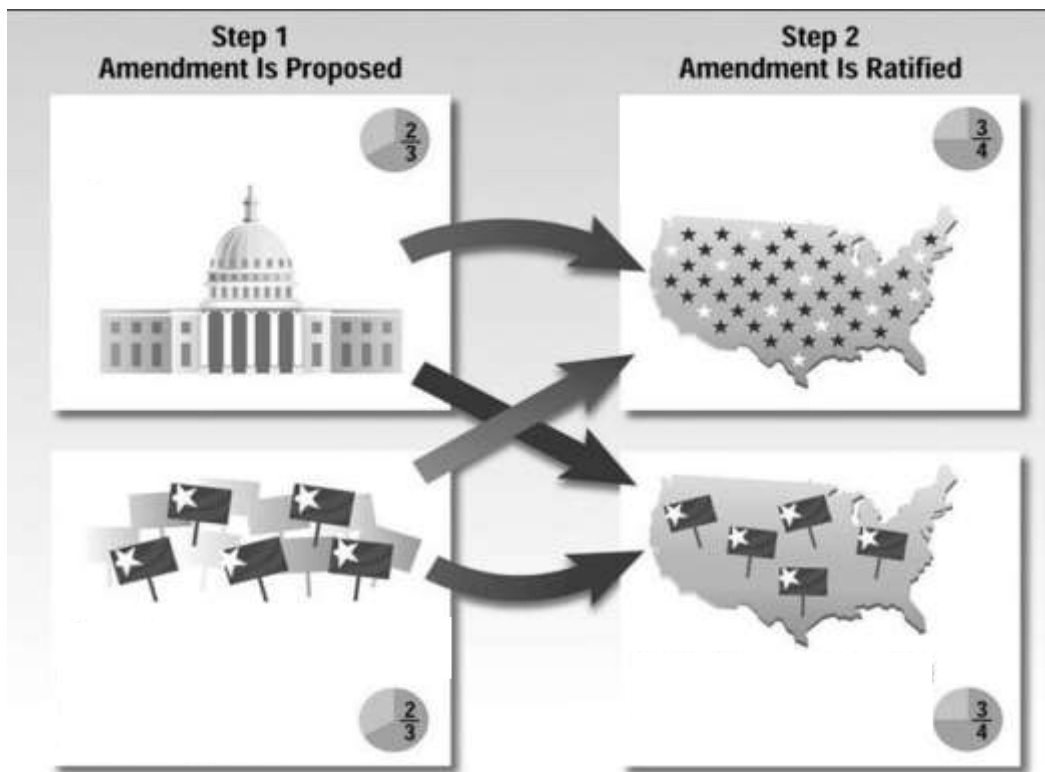 Step 1
Amendment Is Proposed
Step 2
Amendment Is Ratified
2/3
3/4
2/3
3/4